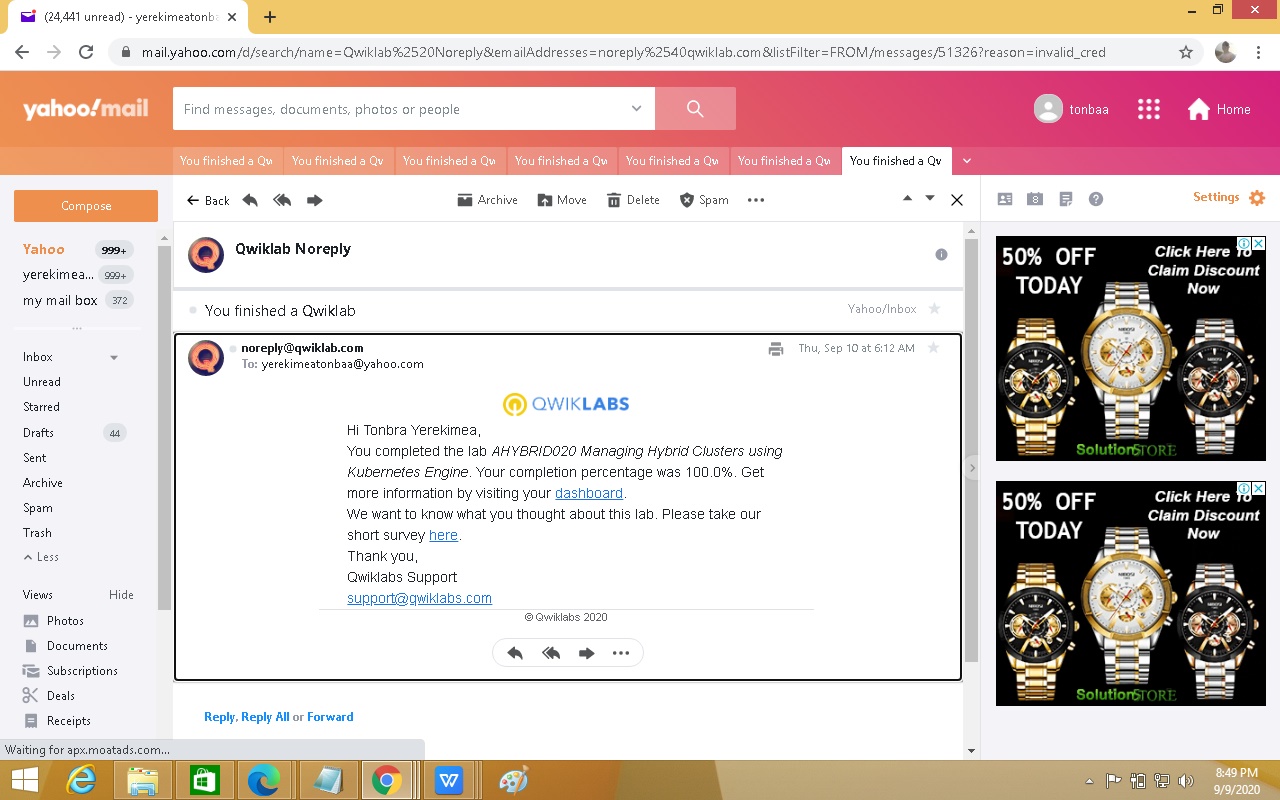 (24,441 unread) - yerekimeatonba
mail.yahoo.com/d/search/name=Qwiklab%2520Noreply&emailAddresses=noreply%2540qwiklab.com&listFilter=FROM/messages/51326?reason=invalid_cred
yahoo!mail
Find messages, documents, photos or people
tonbaa
Home
You finished a Qw
You finished a Qw
You finished a Qw
You finished a Qw
You finished a Qw
You finished a Qw
You finished a Qw
Compose
Back
Archive
Move
Delete
Spam
8
Settings
Yahoo 999+
yerekimea... 999+
my mail box 372
Inbox
Unread
Starred
Drafts 44
Sent
Archive
Spam
Trash
Less
Views Hide
Photos
Documents
Subscriptions
Deals
Receipts
Qwiklab Noreply
You finished a Qwiklab
Yahoo/Inbox
noreply@qwiklab.com
Thu, Sep 10 at 6:12 AM
To: yerekimeatonbaa@yahoo.com
QWIKLABS
Hi Tonbra Yerekimea,
You completed the lab AHYBRID020 Managing Hybrid Clusters using
Kubernetes Engine. Your completion percentage was 100.0%. Get
more information by visiting your dashboard.
We want to know what you thought about this lab. Please take our
short survey here.
Thank you,
Qwiklabs Support
support@qwiklabs.com
© Qwiklabs 2020
Reply, Reply All or Forward
50% OFF
TODAY
Click Here To
Claim Discount
Now
SolutionSTORE
50% OFF
TODAY
Click Here To
Claim Discount
Now
SolutionSTORE
Waiting for apx.moatads.com...
8:49 PM
9/9/2020